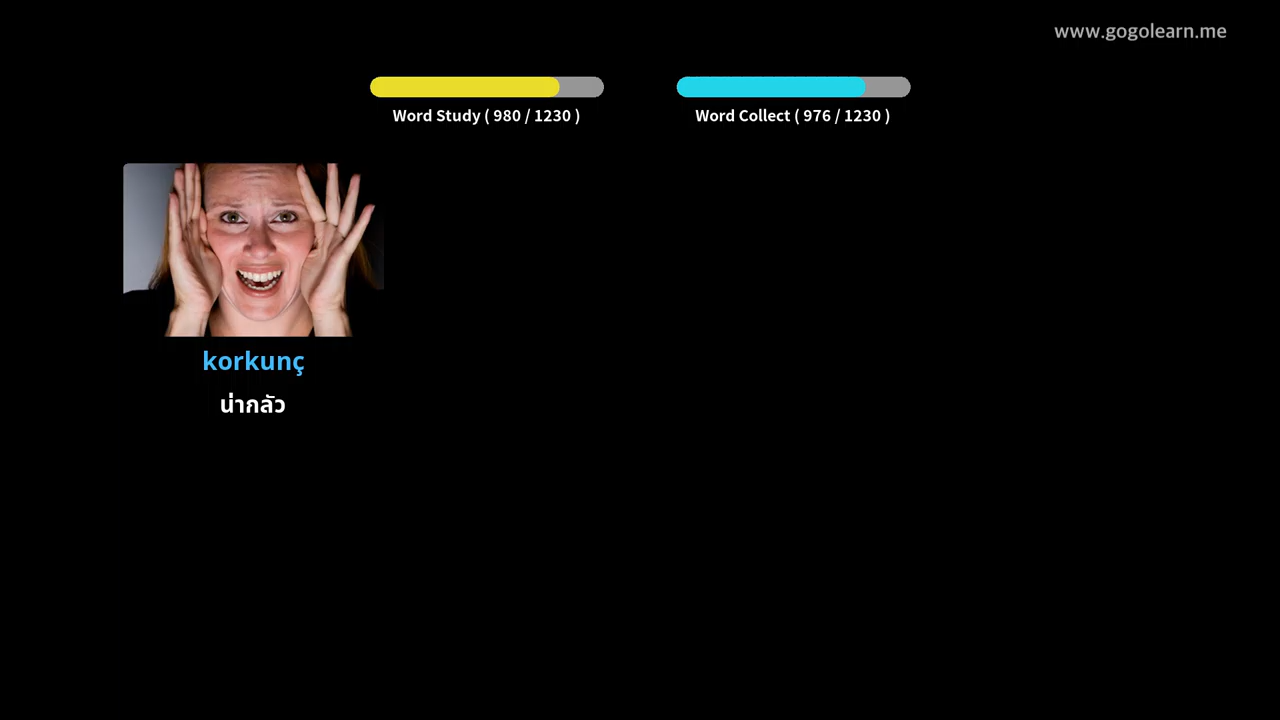 www.gogolearn.me
Word Study ( 980 / 1230 )
Word Collect ( 976 / 1230 )
korkunç
น่ากลัว